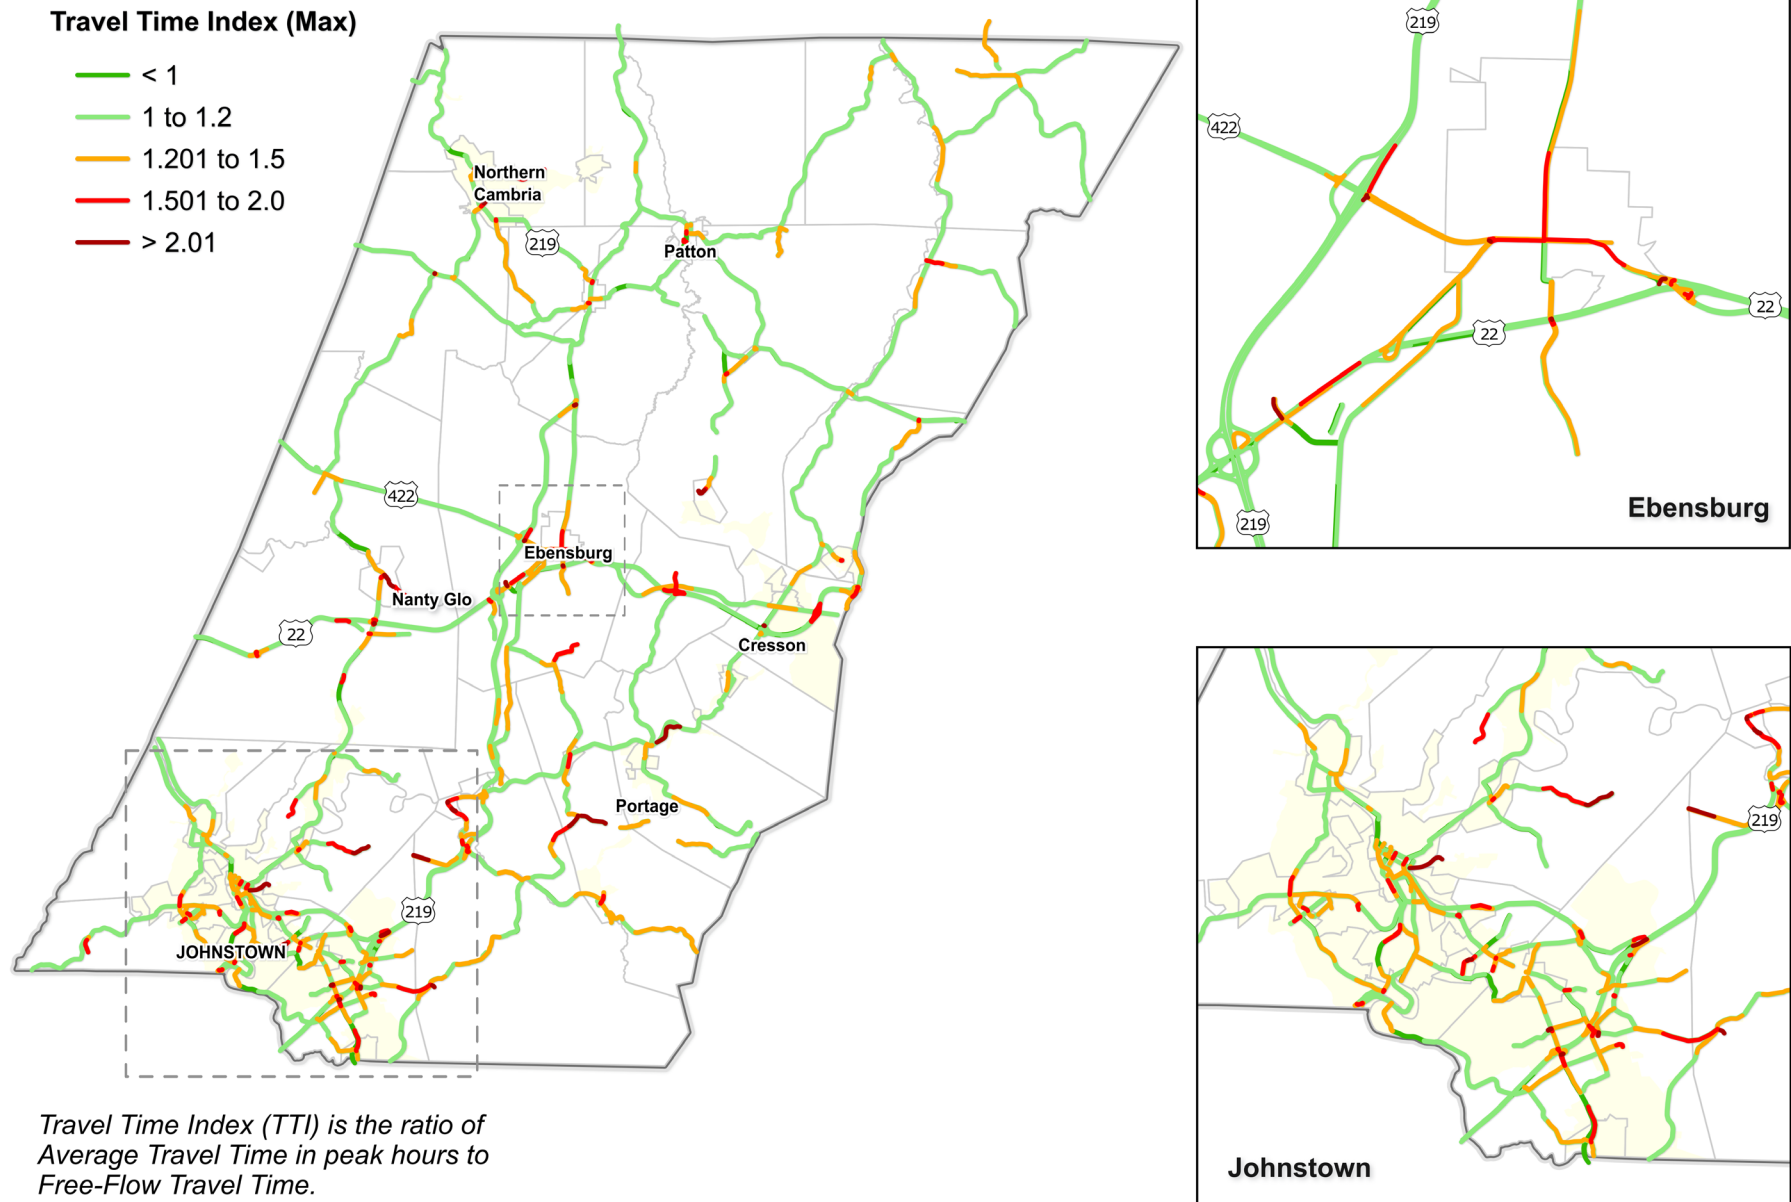 Travel Time Index (Max)
< 1
1 to 1.2
1.201 to 1.5
1.501 to 2.0
> 2.01
Northern
Cambria
219
Patton
422
Ebensburg
Nanty Glo
22
Cresson
Portage
219
JOHNSTOWN
Travel Time Index (TTI) is the ratio of
Average Travel Time in peak hours to
Free-Flow Travel Time.
219
422
22
22
219
Ebensburg
219
Johnstown